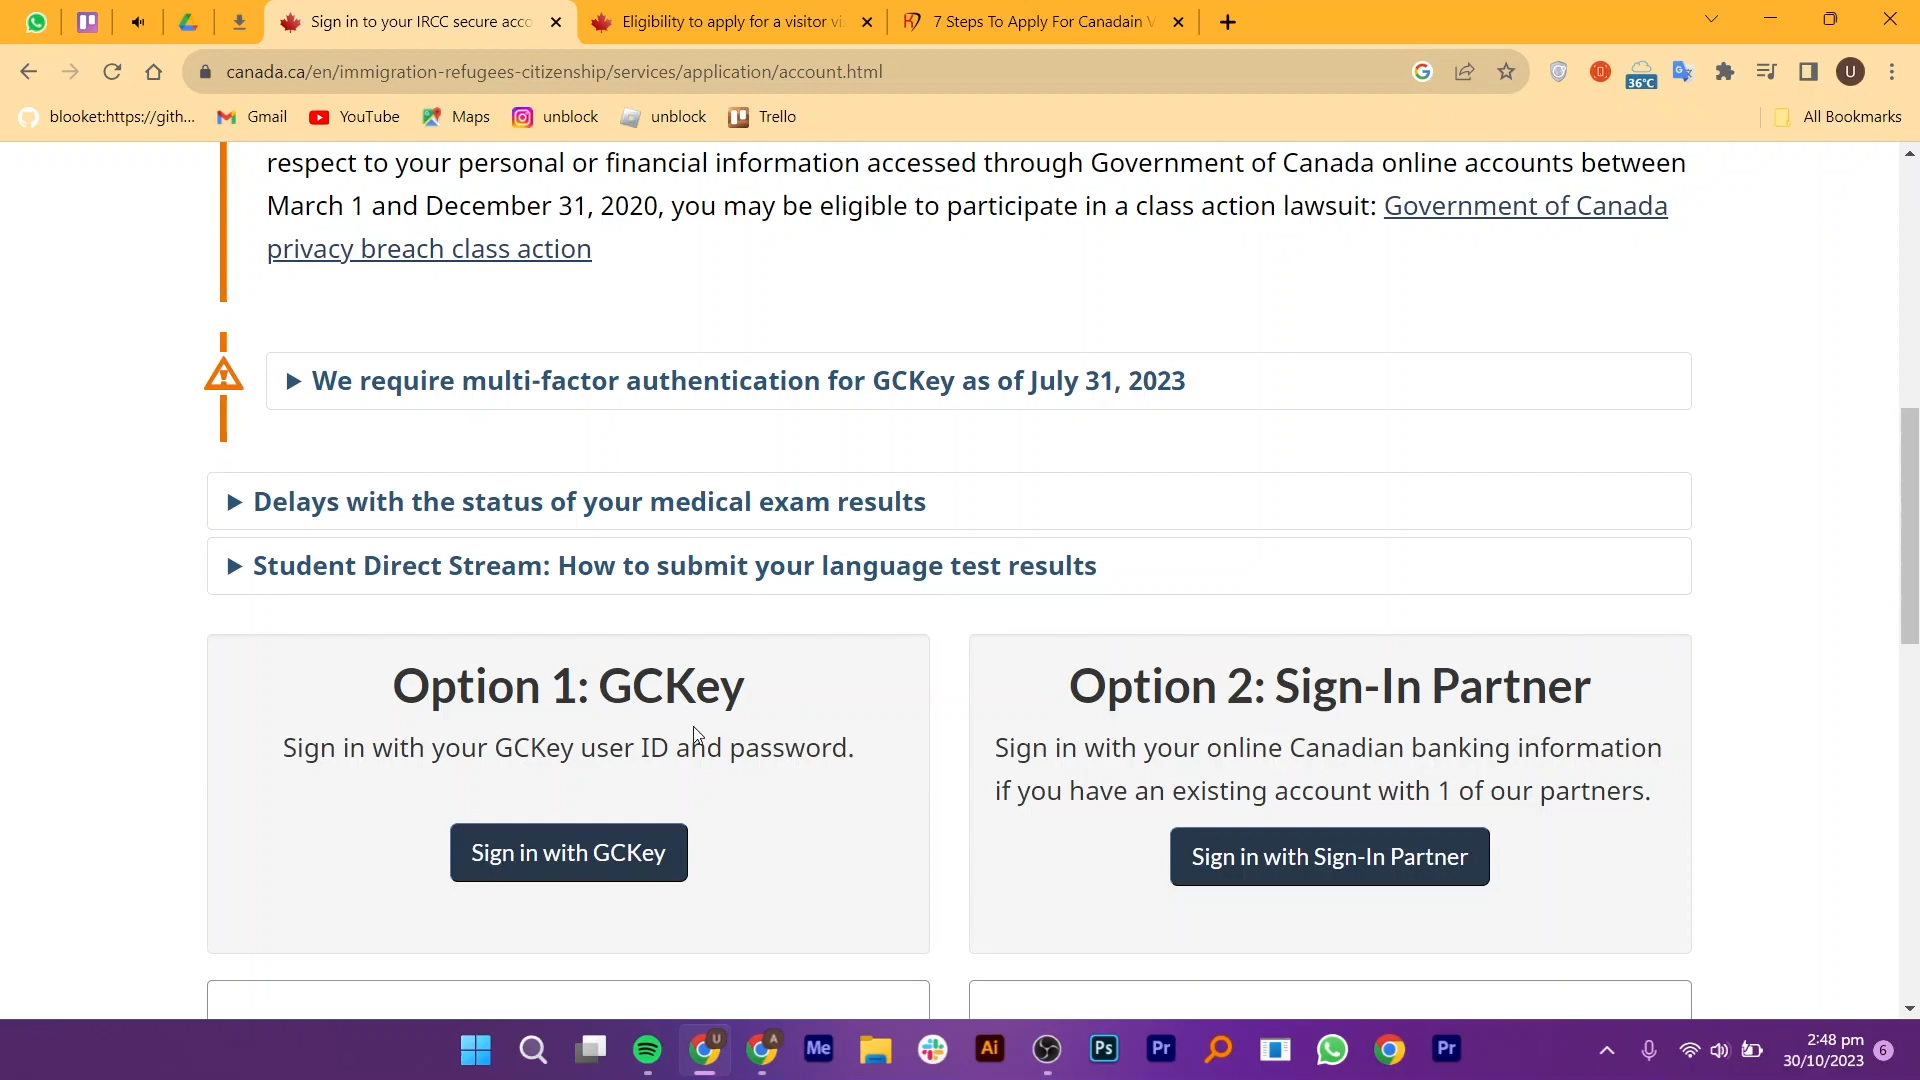 Sign in to your IRCC secure acco
Eligibility to apply for a visitor vi
7 Steps To Apply For Canadain V
canada.ca/en/immigration-refugees-citizenship/services/application/account.html
36°C
U
blooket:https://gith...
Gmail
YouTube
Maps
unblock
unblock
Trello
All Bookmarks
respect to your personal or financial information accessed through Government of Canada online accounts between
March 1 and December 31, 2020, you may be eligible to participate in a class action lawsuit: Government of Canada
privacy breach class action
We require multi-factor authentication for GCKey as of July 31, 2023
Delays with the status of your medical exam results
Student Direct Stream: How to submit your language test results
Option 1: GCKey
Sign in with your GCKey user ID and password.
Sign in with GCKey
Option 2: Sign-In Partner
Sign in with your online Canadian banking information
if you have an existing account with 1 of our partners.
Sign in with Sign-In Partner
U
A
Me
Ai
Ps
Pr
Pr
2:48 pm
30/10/2023
6